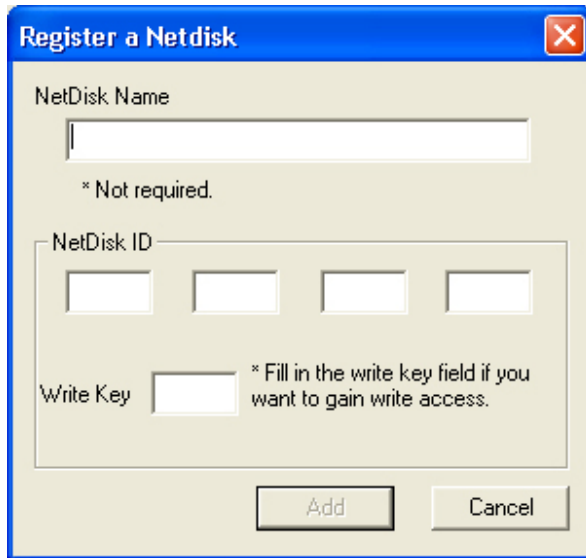 Register a Netdisk
NetDisk Name
* Not required.
NetDisk ID
Write Key
* Fill in the write key field if you
want to gain write access.
Add
Cancel